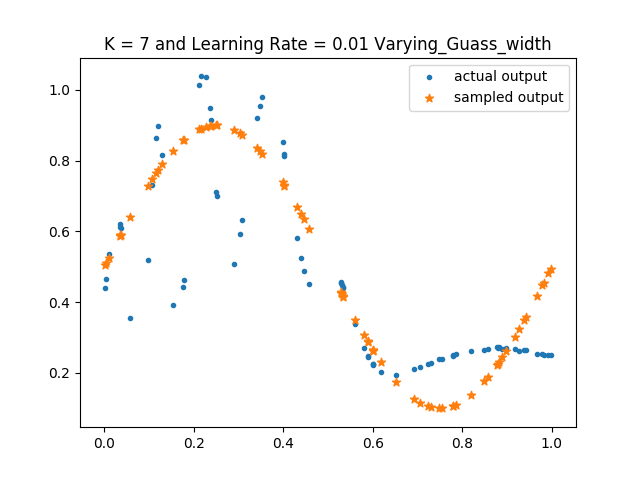 K = 7 and Learning Rate = 0.01 Varying_Guass_width
actual output
sampled output
1.0
0.8
0.6
0.4
0.2
0.0 0.2 0.4 0.6 0.8 1.0